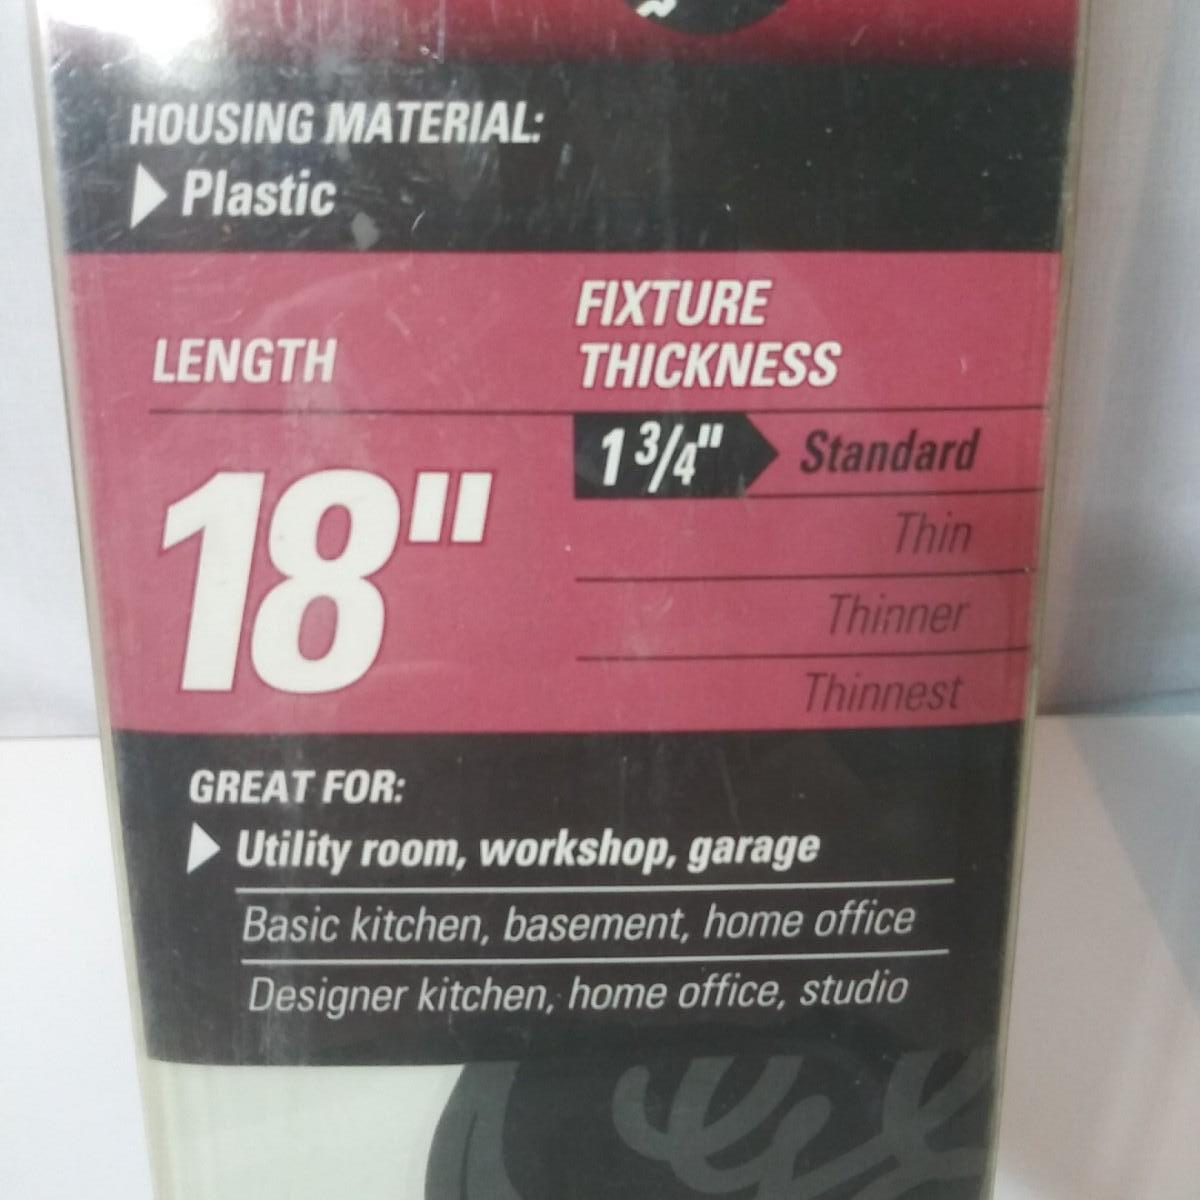 HOUSING MATERIAL:
Plastic
LENGTH
18"
FIXTURE
THICKNESS
1 3/4" Standard
Thin
Thinner
Thinnest
GREAT FOR:
Utility room, workshop, garage
Basic kitchen, basement, home office
Designer kitchen, home office, studio